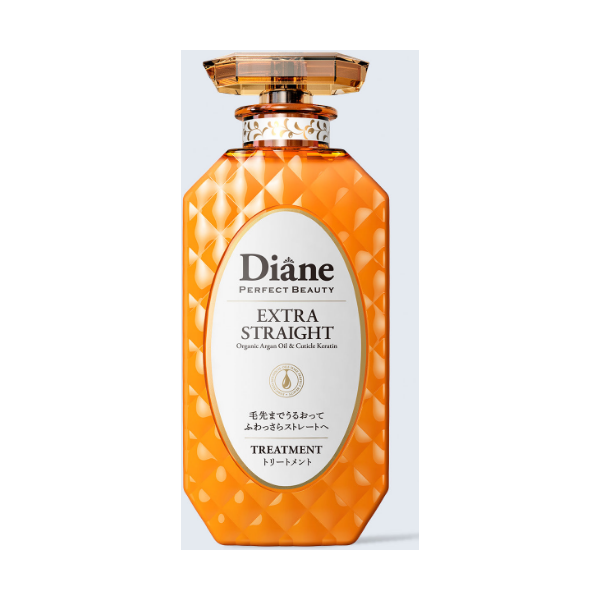 Diane
PERFECT BEAUTY
EXTRA
STRAIGHT
Organic Argan Oil & Cuticle Keratin
毛先までうるおって
ふわっさらストレートへ
TREATMENT
トリートメント